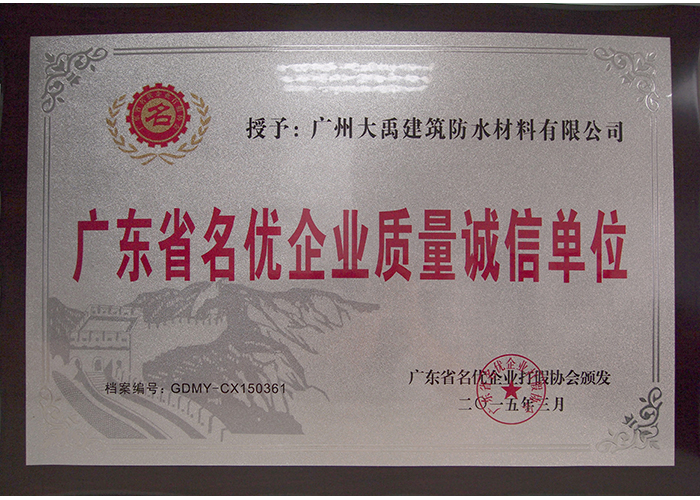 名
授予：广州大禹建筑防水材料有限公司
广东省名优企业质量诚信单位
档案编号：GDMY-CX150361
广东省名优企业打假协会颁发
二〇一五年三月